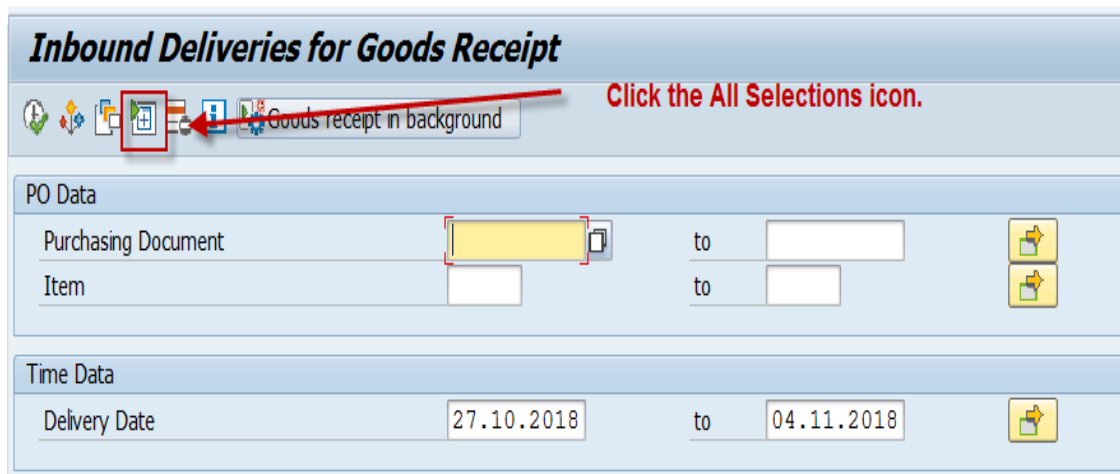 Inbound Deliveries for Goods Receipt
Click the All Selections icon.
Goods receipt in background
PO Data
Purchasing Document to
Item to
Time Data
Delivery Date 27.10.2018 to 04.11.2018